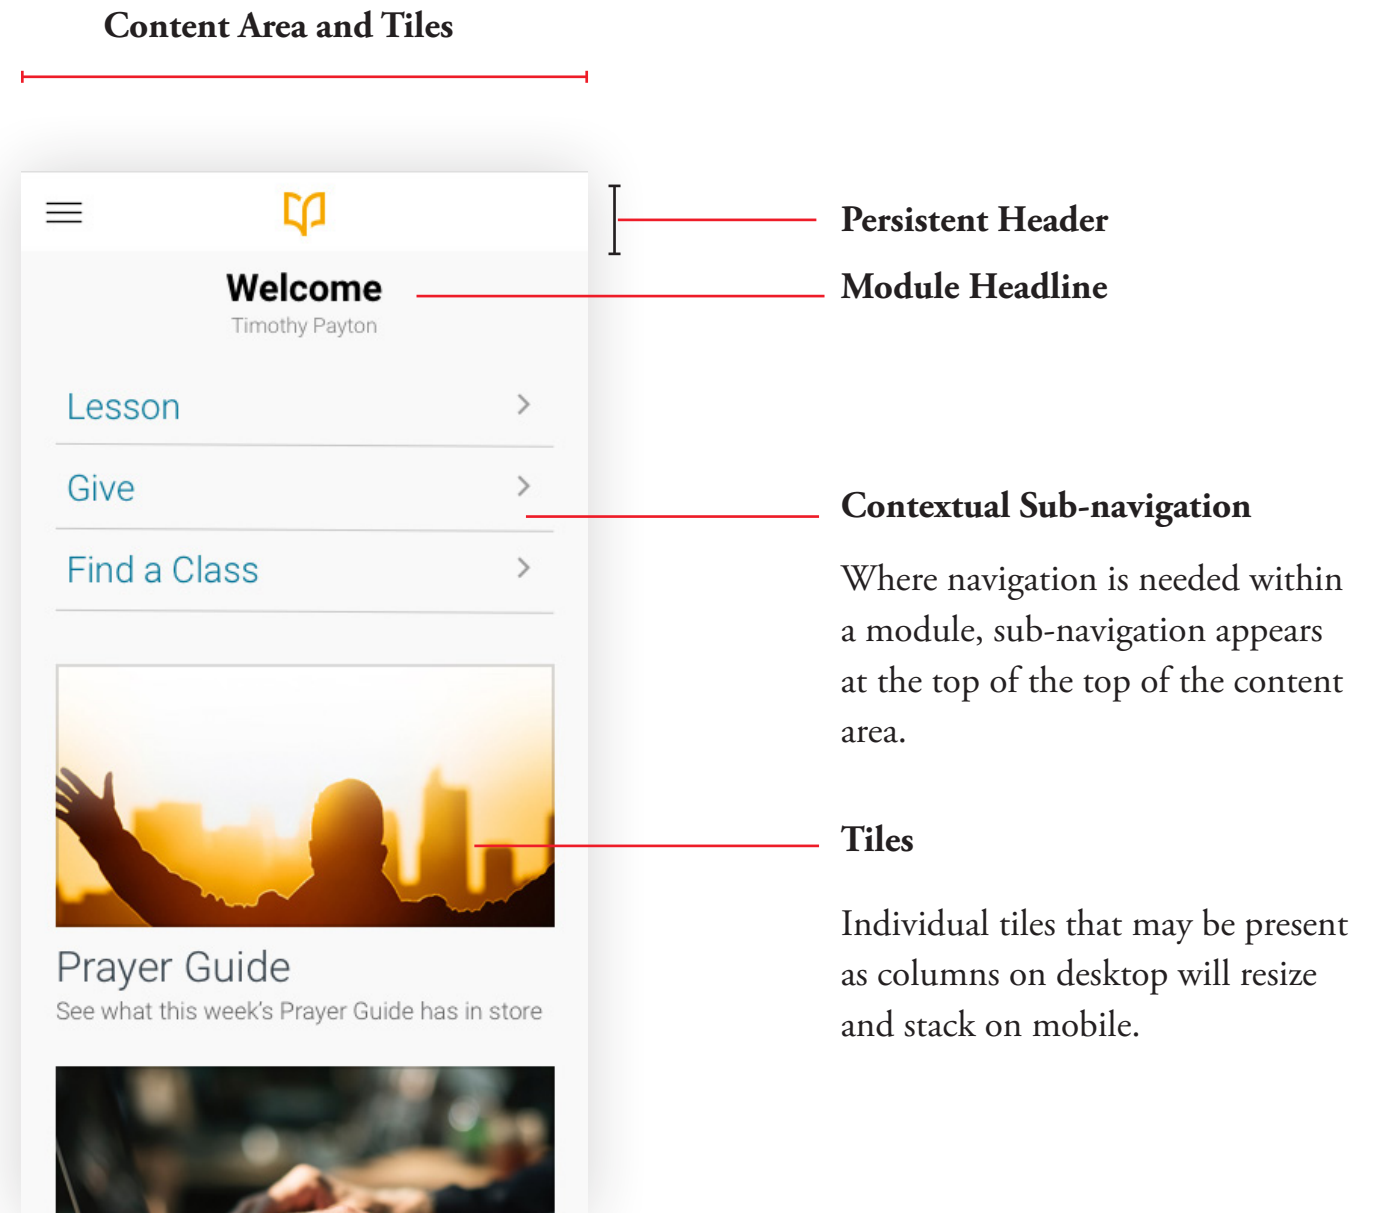 Content Area and Tiles
Persistent Header
Welcome
Module Headline
Timothy Payton
Lesson
Give
Find a Class
Contextual Sub-navigation
Where navigation is needed within
a module, sub-navigation appears
at the top of the top of the content
area.
Tiles
Individual tiles that may be present
as columns on desktop will resize
and stack on mobile.
Prayer Guide
See what this week's Prayer Guide has in store